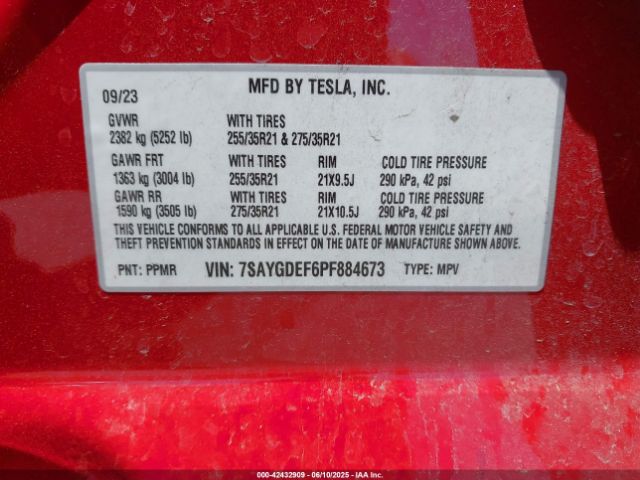 MFD BY TESLA, INC.
09/23
GVWR WITH TIRES
2382 kg (5252 lb) 255/35R21 & 275/35R21
GAWR FRT WITH TIRES RIM COLD TIRE PRESSURE
1363 kg (3004 lb) 255/35R21 21X9.5J 290 kPa, 42 psi
GAWR RR WITH TIRES RIM COLD TIRE PRESSURE
1590 kg (3505 lb) 275/35R21 21X10.5J 290 kPa, 42 psi
THIS VEHICLE CONFORMS TO ALL APPLICABLE U.S. FEDERAL MOTOR VEHICLE SAFETY AND
THEFT PREVENTION STANDARDS IN EFFECT ON THE DATE OF MANUFACTURE SHOWN ABOVE.
PNT: PPMR VIN: 7SAYGDEF6PF884673 TYPE: MPV
000-42432909 - 06/10/2025 - COPYRIGHT IAA, LLC.